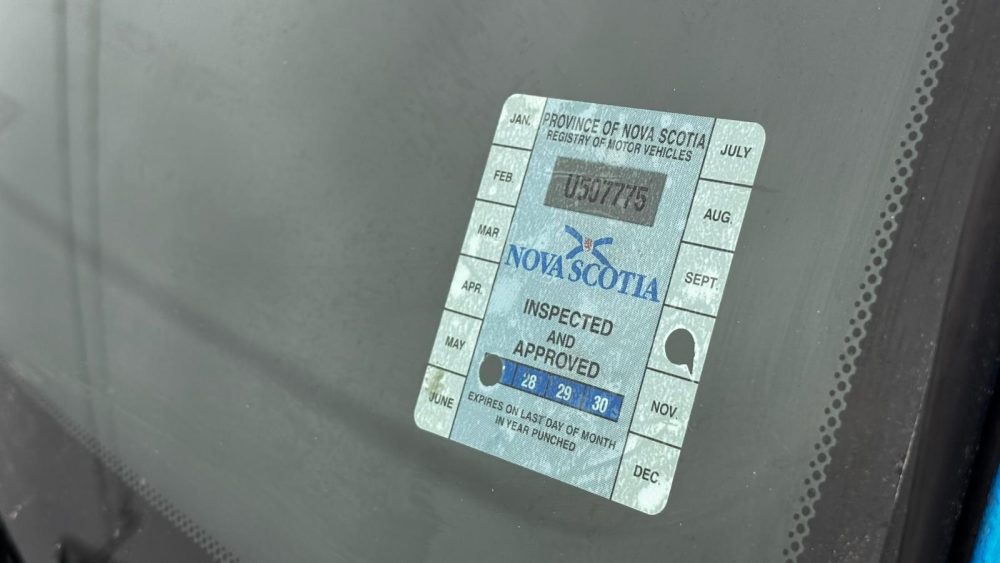 PROVINCE OF NOVA SCOTIA
REGISTRY OF MOTOR VEHICLES
U507775
NOVA SCOTIA
INSPECTED
AND
APPROVED
28 29 30
EXPIRES ON LAST DAY OF MONTH
IN YEAR PUNCHED
JAN.
FEB.
MAR
APR.
MAY
JUNE
JULY
AUG.
SEPT.
NOV.
DEC.